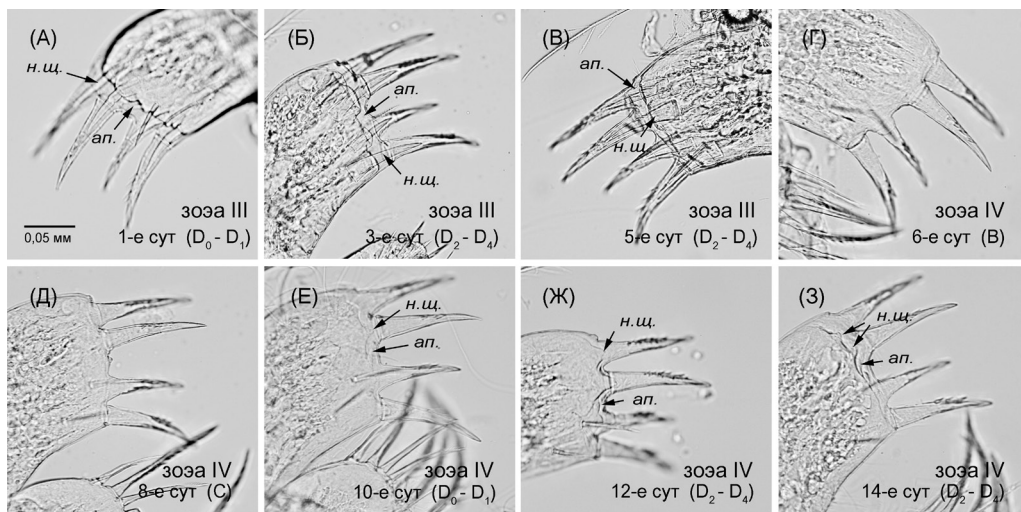 (А)
н.щ.
ап.
зоэа III
1-е сут (D0 - D1)
0,05 мм
(Б)
ап.
н.щ.
зоэа III
3-е сут (D2 - D4)
(В)
ап.
н.щ.
зоэа III
5-е сут (D2 - D4)
(Г)
зоэа IV
6-е сут (B)
(Д)
зоэа IV
8-е сут (C)
(Е)
н.щ.
ап.
зоэа IV
10-е сут (D0 - D1)
(Ж)
н.щ.
ап.
зоэа IV
12-е сут (D2 - D4)
(З)
н.щ.
ап.
зоэа IV
14-е сут (D2 - D4)